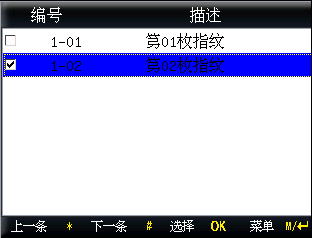 编号 描述
1-01 第01枚指纹
1-02 第02枚指纹
上一条 * 下一条 # 选择 OK 菜单 M/↵